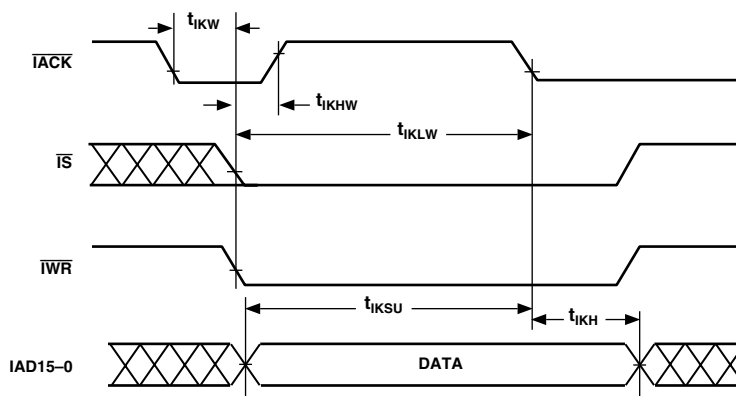 tIKW
IACK
tIKHW
tIKLW
IS
IWR
tIKSU
tIKH
IAD15–0
DATA